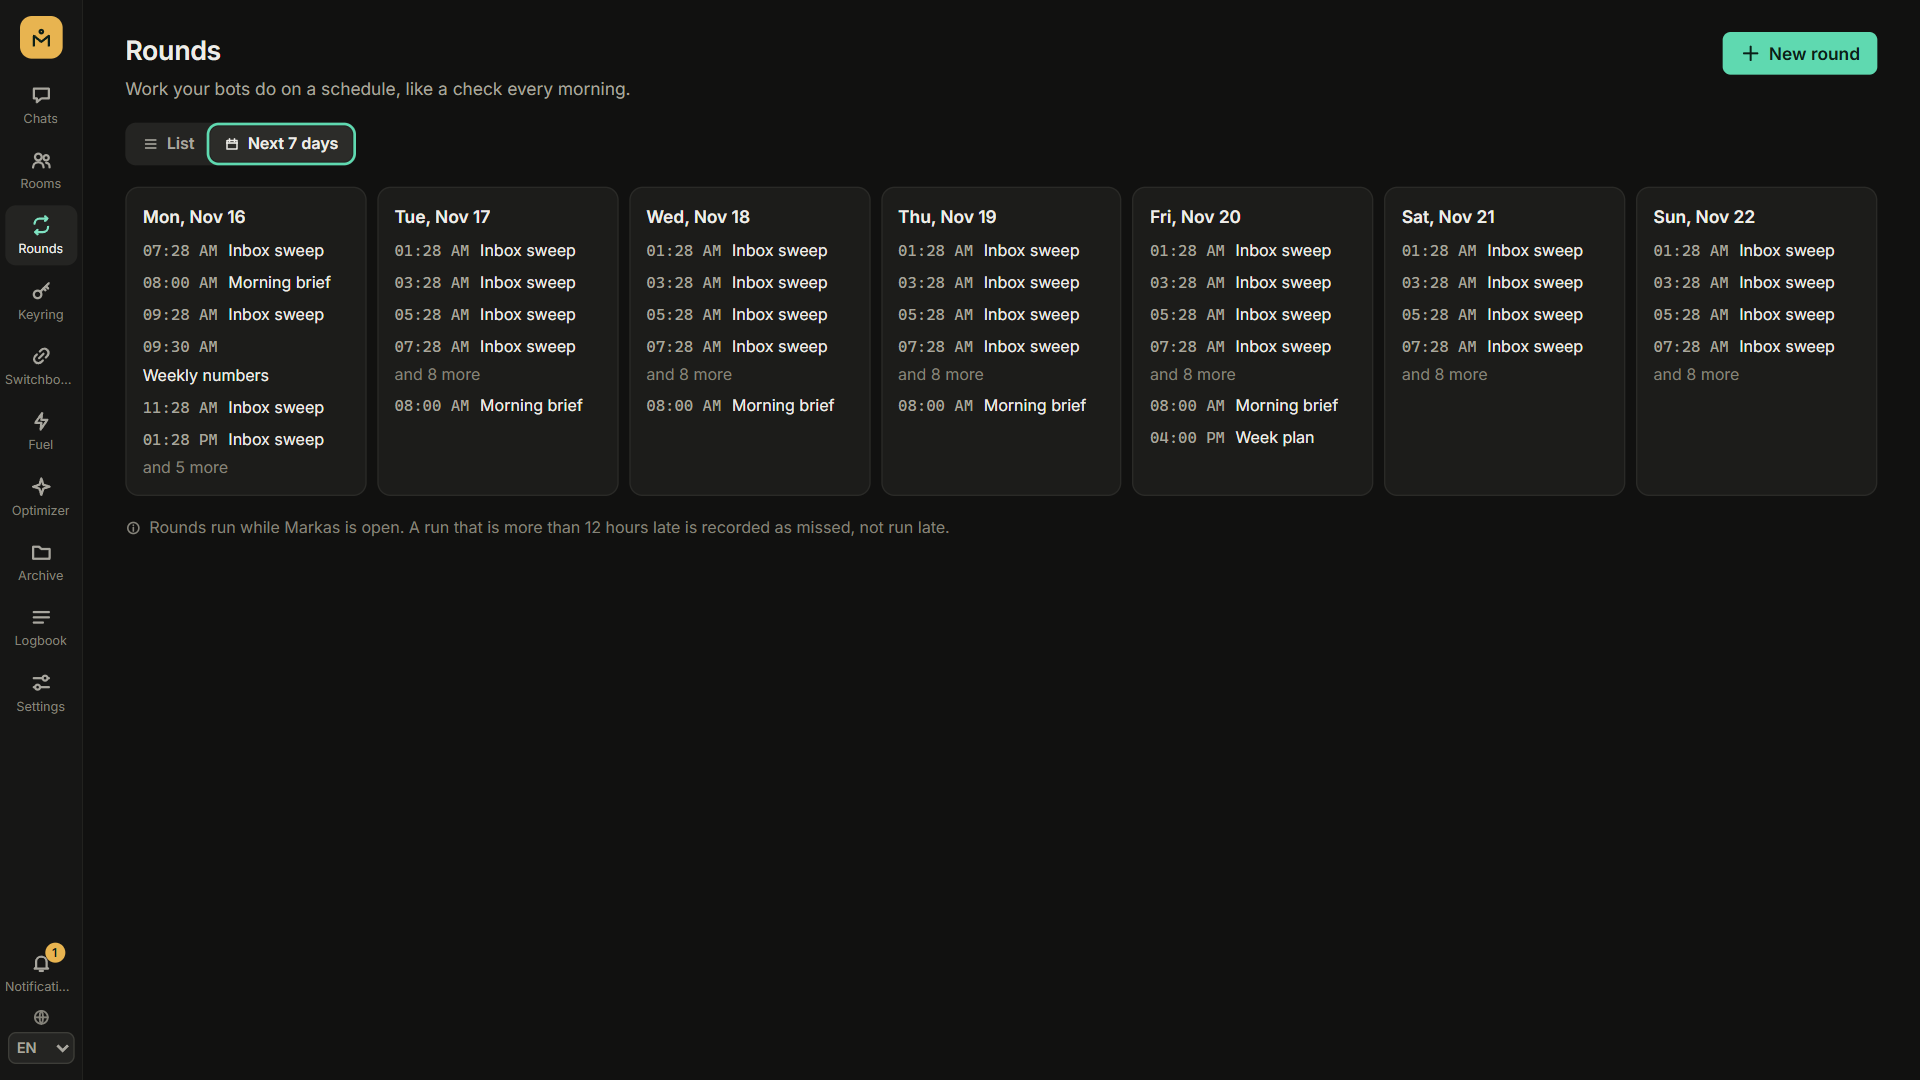 Chats
Rooms
Rounds
Keyring
Switchbo...
Fuel
Optimizer
Archive
Logbook
Settings
1
Notificati...
EN
Rounds
Work your bots do on a schedule, like a check every morning.
New round
List
Next 7 days
Mon, Nov 16
07:28 AM Inbox sweep
08:00 AM Morning brief
09:28 AM Inbox sweep
09:30 AM
Weekly numbers
11:28 AM Inbox sweep
01:28 PM Inbox sweep
and 5 more
Tue, Nov 17
01:28 AM Inbox sweep
03:28 AM Inbox sweep
05:28 AM Inbox sweep
07:28 AM Inbox sweep
and 8 more
08:00 AM Morning brief
Wed, Nov 18
01:28 AM Inbox sweep
03:28 AM Inbox sweep
05:28 AM Inbox sweep
07:28 AM Inbox sweep
and 8 more
08:00 AM Morning brief
Thu, Nov 19
01:28 AM Inbox sweep
03:28 AM Inbox sweep
05:28 AM Inbox sweep
07:28 AM Inbox sweep
and 8 more
08:00 AM Morning brief
Fri, Nov 20
01:28 AM Inbox sweep
03:28 AM Inbox sweep
05:28 AM Inbox sweep
07:28 AM Inbox sweep
and 8 more
08:00 AM Morning brief
04:00 PM Week plan
Sat, Nov 21
01:28 AM Inbox sweep
03:28 AM Inbox sweep
05:28 AM Inbox sweep
07:28 AM Inbox sweep
and 8 more
Sun, Nov 22
01:28 AM Inbox sweep
03:28 AM Inbox sweep
05:28 AM Inbox sweep
07:28 AM Inbox sweep
and 8 more
Rounds run while Markas is open. A run that is more than 12 hours late is recorded as missed, not run late.